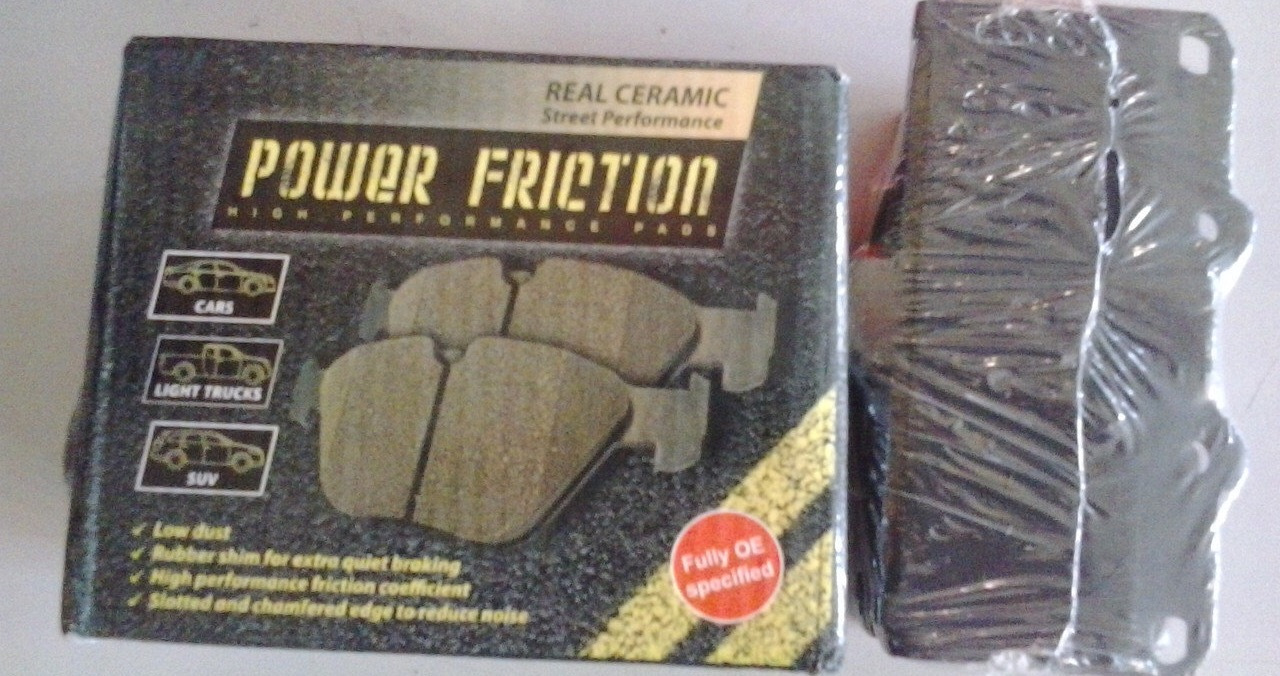 REAL CERAMIC
Street Performance
POWER FRICTION
HIGH PERFORMANCE PADS
CARS
LIGHT TRUCKS
SUV
✓ Low dust
✓ Rubber shim for extra quiet braking
✓ High performance friction coefficient
✓ Slotted and chamfered edge to reduce noise
Fully OE
specified